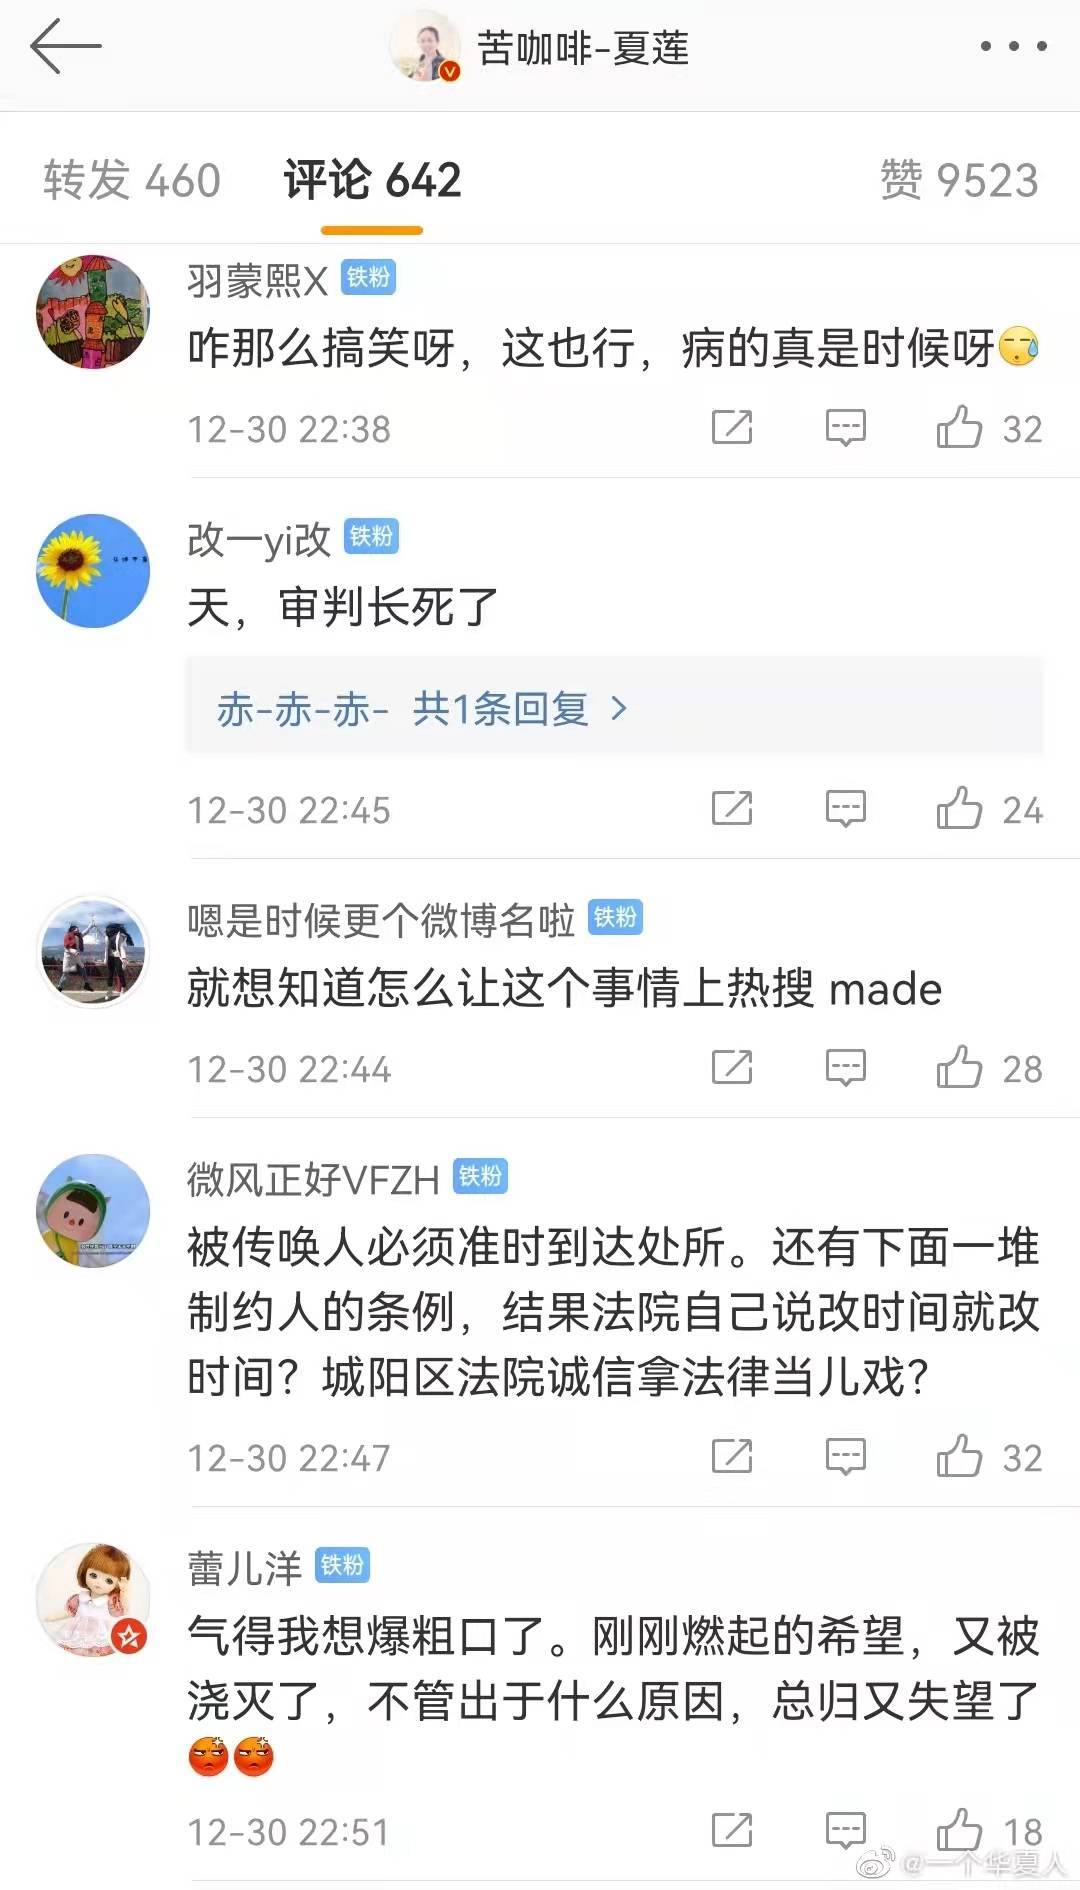 苦咖啡-夏莲
转发 460 评论 642 赞 9523
羽蒙熙X 铁粉
咋那么搞笑呀，这也行，病的真是时候呀
12-30 22:38 32
改一yi改 铁粉
天，审判长死了
赤-赤-赤- 共1条回复
12-30 22:45 24
嗯是时候更个微博名啦 铁粉
就想知道怎么让这个事情上热搜 made
12-30 22:44 28
微风正好VFZH 铁粉
被传唤人必须准时到达处所。还有下面一堆
制约人的条例，结果法院自己说改时间就改
时间？城阳区法院诚信拿法律当儿戏？
12-30 22:47 32
蕾儿洋 铁粉
气得我想爆粗口了。刚刚燃起的希望，又被
浇灭了，不管出于什么原因，总归又失望了
12-30 22:51 18
@一个华夏人